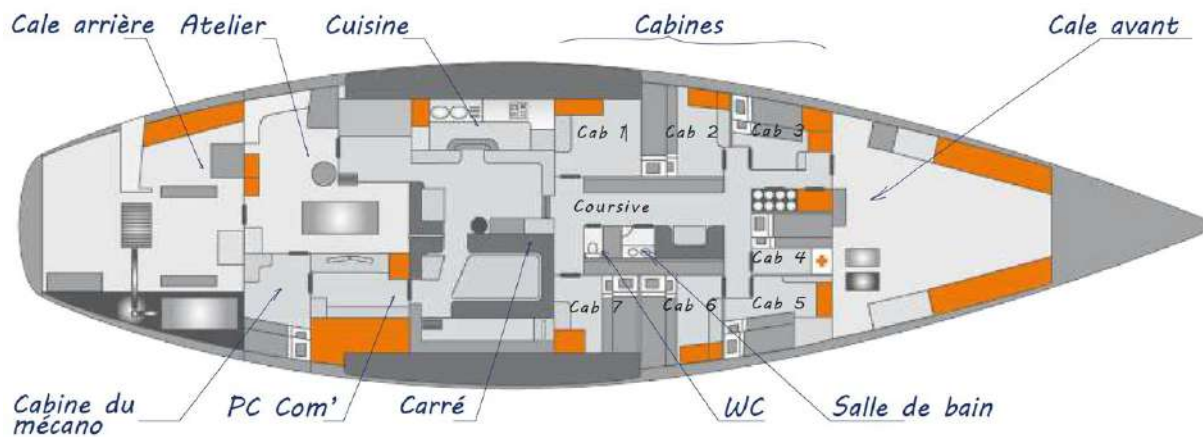 Cale arrière
Atelier
Cuisine
Cabines
Cale avant
Cab 1
Cab 2
Cab 3
Coursive
Cab 4
Cab 7
Cab 6
Cab 5
Cabine du
mécano
PC Com'
Carré
WC
Salle de bain